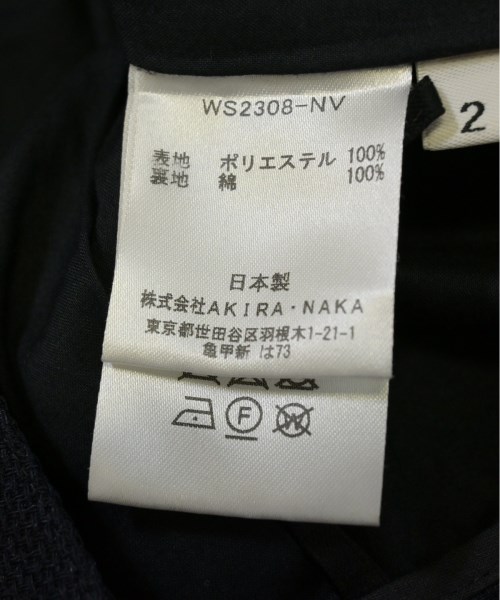 WS2308-NV
2
表地 ポリエステル 100%
裏地 綿 100%
日本製
株式会社AKIRA・NAKA
東京都世田谷区羽根木1-21-1
亀甲新 は73
F W